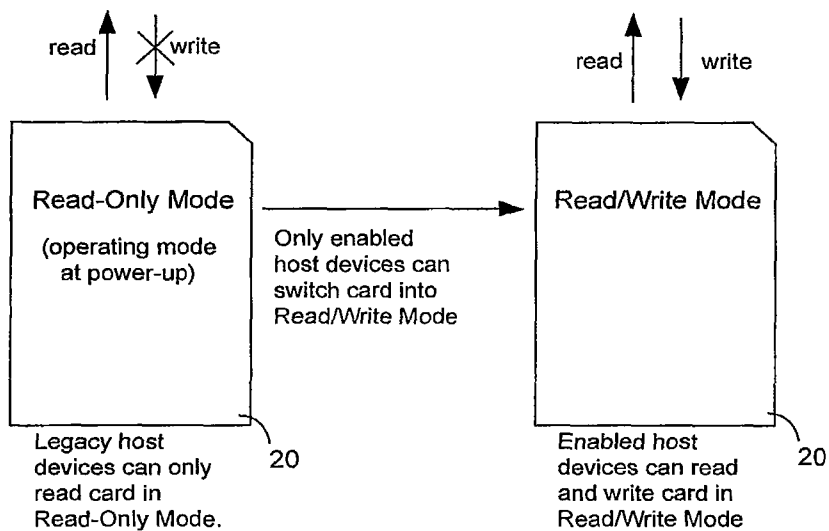 read
write
read
write
Read-Only Mode
(operating mode
at power-up)
Only enabled
host devices can
switch card into
Read/Write Mode
Read/Write Mode
20
Legacy host
devices can only
read card in
Read-Only Mode.
20
Enabled host
devices can read
and write card in
Read/Write Mode